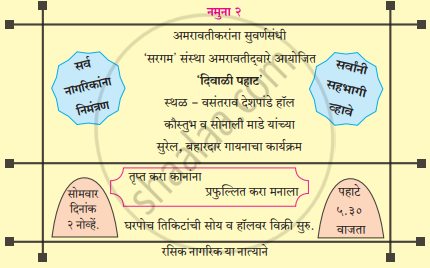 नमुना २
अमरावतीकरांना सुवर्णसंधी
‘सरगम’ संस्था अमरावतीद्वारे आयोजित
‘दिवाळी पहाट’
स्थळ – वसंतराव देशपांडे हॉल
कौस्तुभ व सोनाली माडे यांच्या
सुरेल, बहारदार गायनाचा कार्यक्रम
सर्व
नागरिकांना
निमंत्रण
सर्वांनी
सहभागी
व्हावे
तृप्त करा कानांना
प्रफुल्लित करा मनाला
सोमवार
दिनांक
२ नोव्हें.
पहाटे
५.३०
वाजता
घरपोच तिकिटांची सोय व हॉलवर विक्री सुरु.
रसिक नागरिक या नात्याने
shaalaa.com